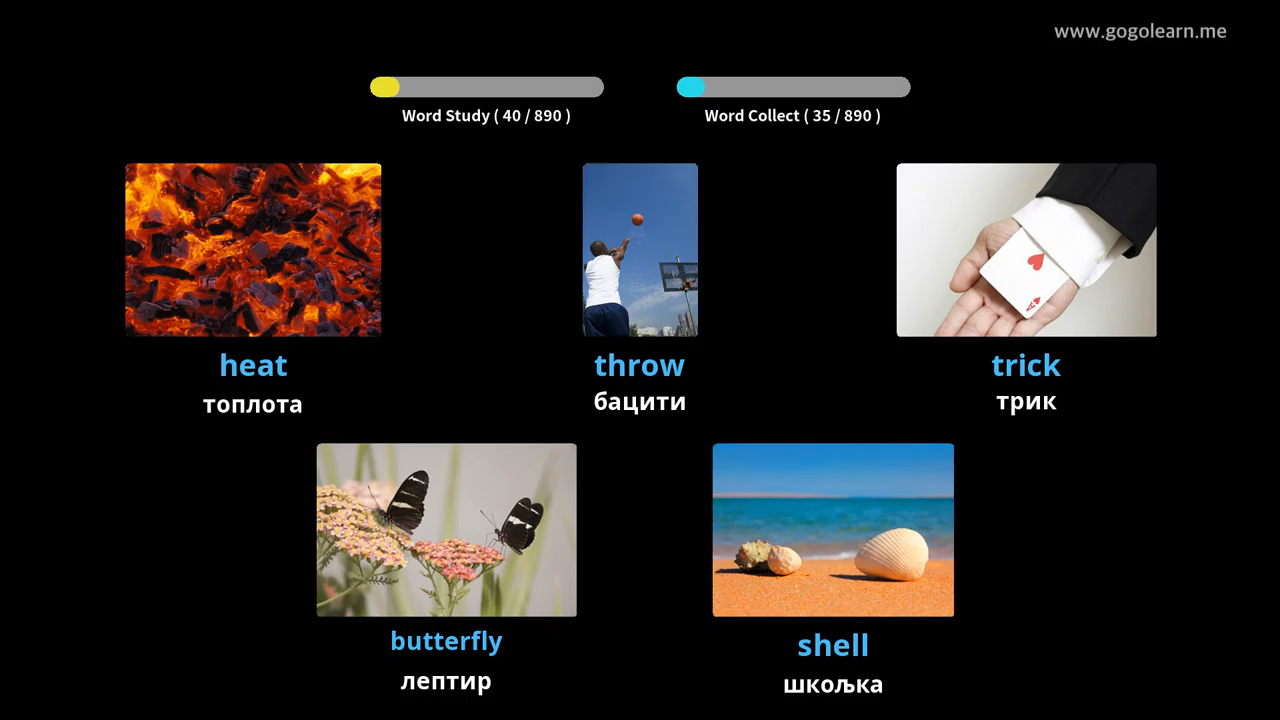 www.gogolearn.me
Word Study ( 40 / 890 )
Word Collect ( 35 / 890 )
heat
топлота
throw
бацити
trick
трик
butterfly
лептир
shell
шкољка